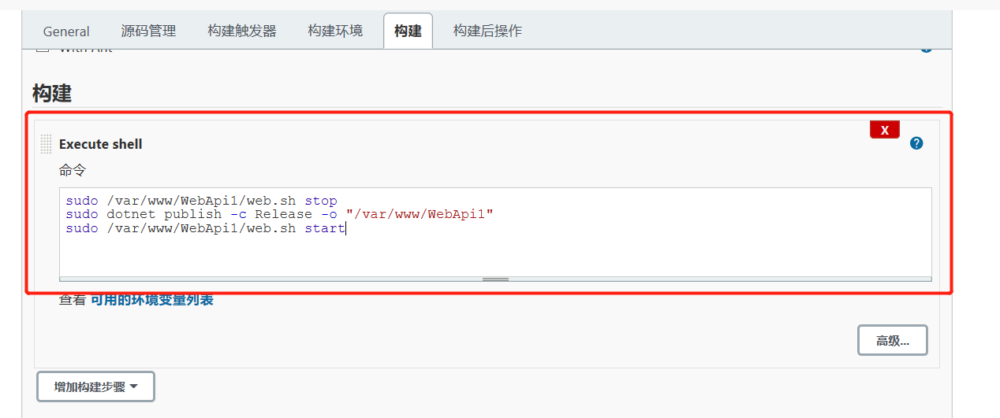 General 源码管理 构建触发器 构建环境 构建 构建后操作
With Ant
构建
X
Execute shell
命令
sudo /var/www/WebApi1/web.sh stop
sudo dotnet publish -c Release -o "/var/www/WebApi1"
sudo /var/www/WebApi1/web.sh start
查看 可用的环境变量列表
高级...
增加构建步骤